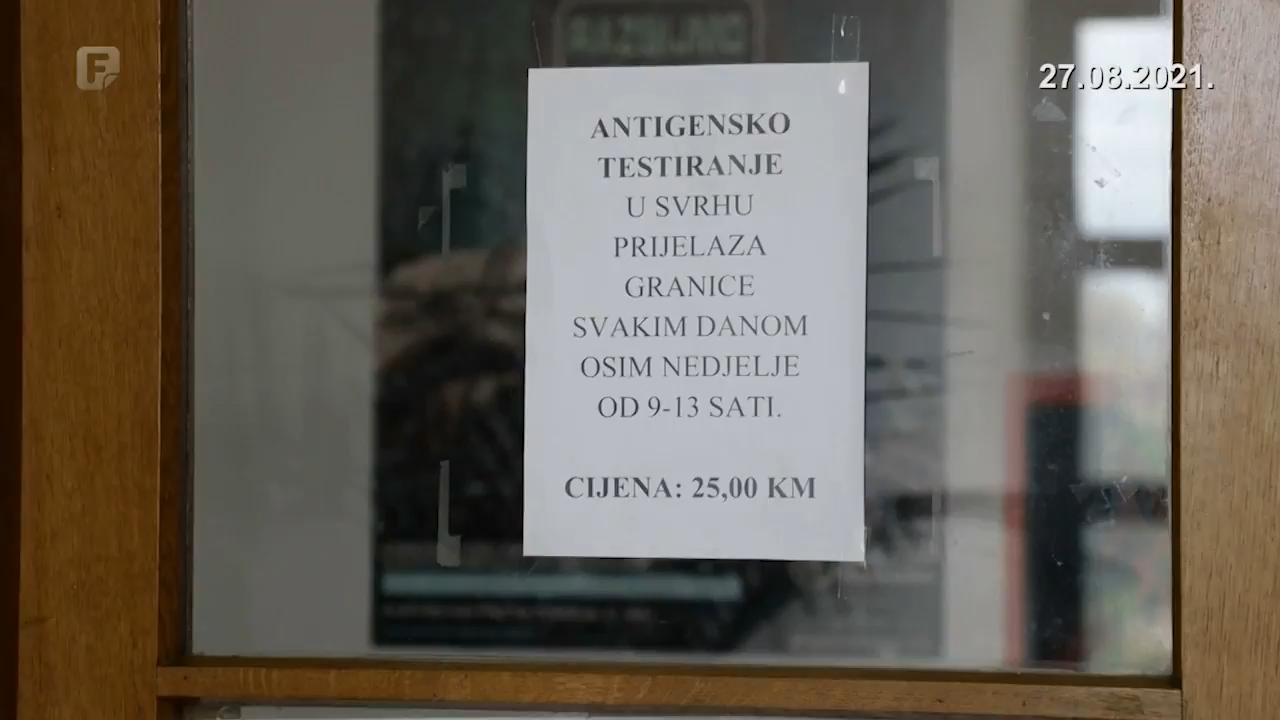 F
27.08.2021.
ANTIGENSKO
TESTIRANJE
U SVRHU
PRIJELAZA
GRANICE
SVAKIM DANOM
OSIM NEDJELJE
OD 9-13 SATI.
CIJENA: 25,00 KM